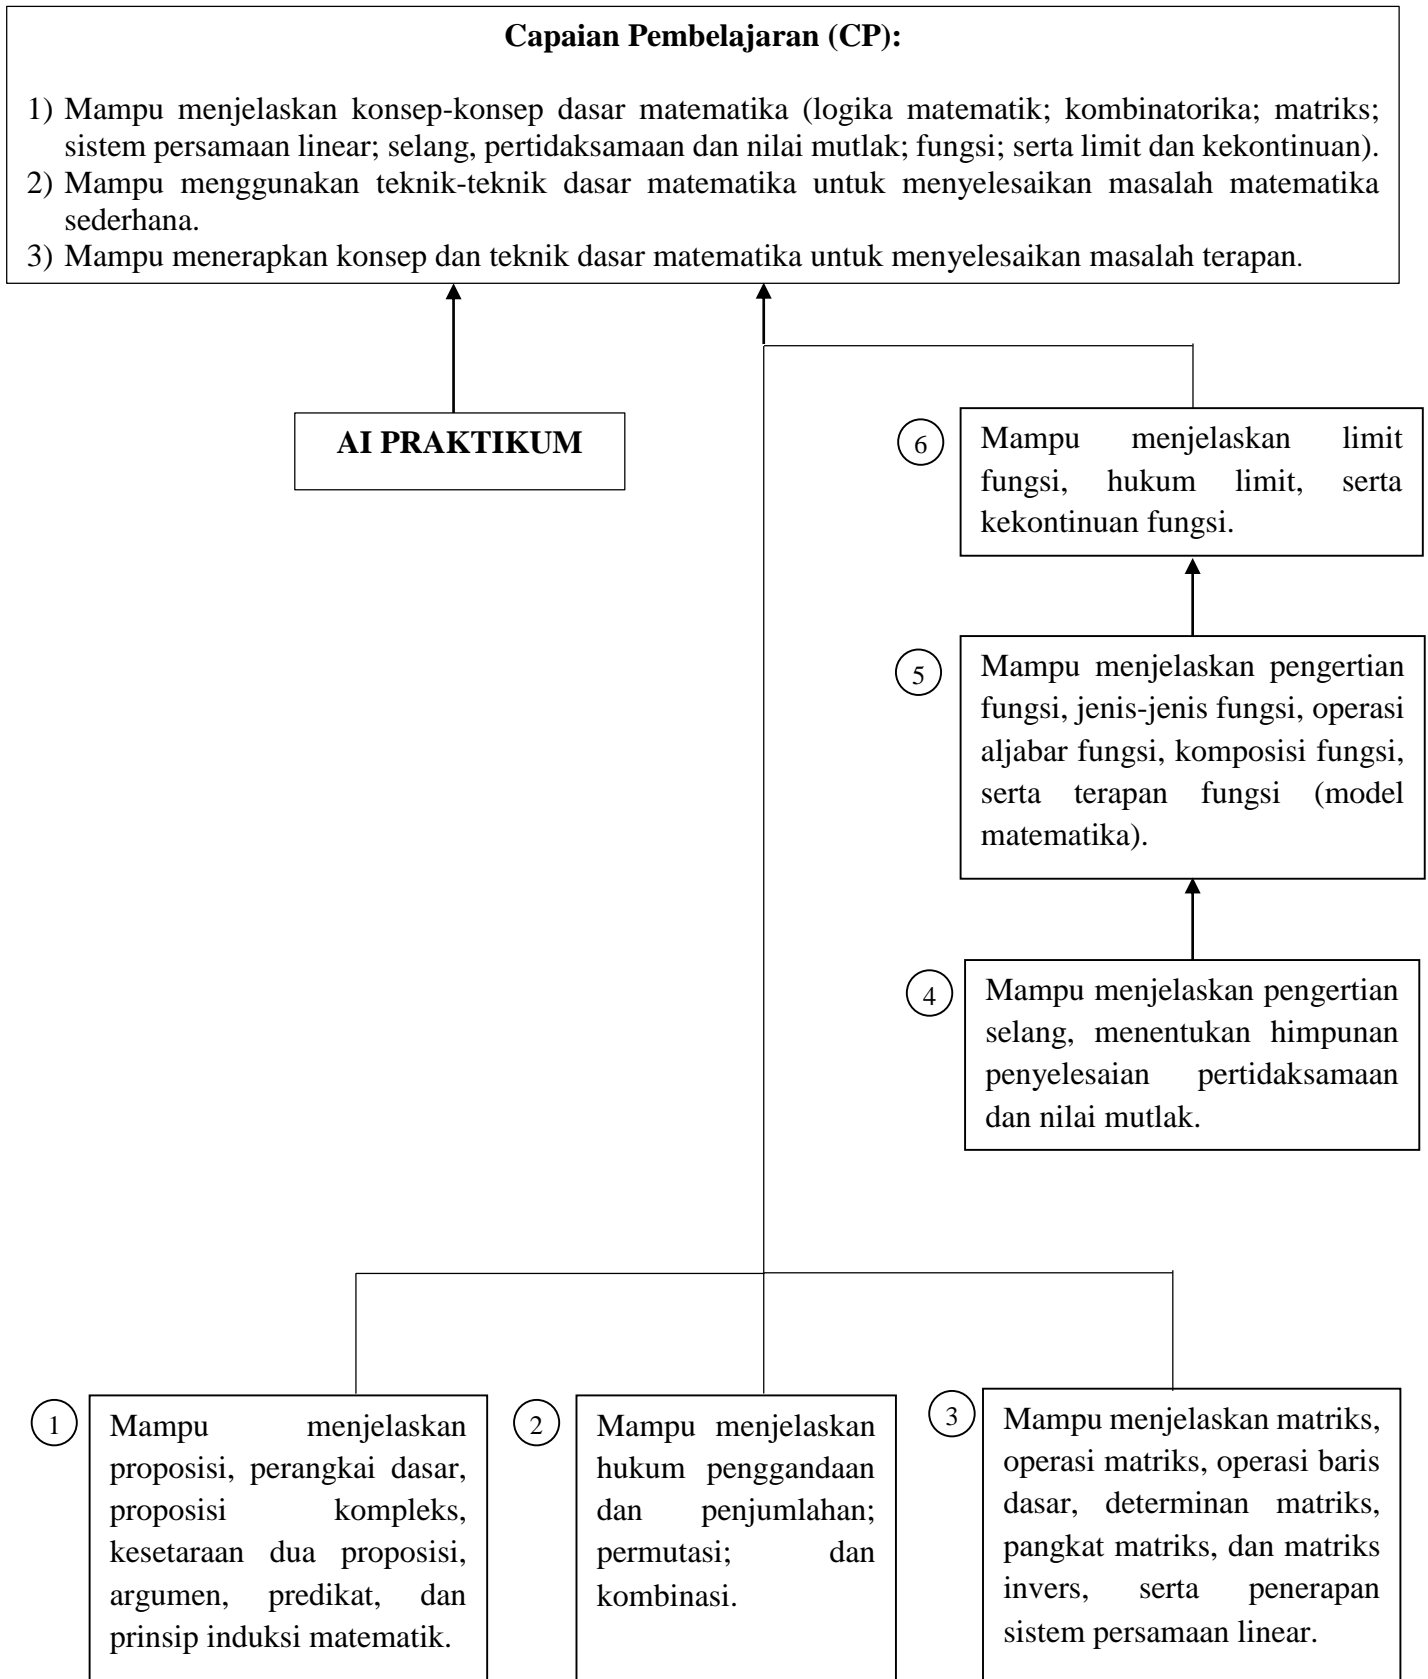 Capaian Pembelajaran (CP):
1) Mampu menjelaskan konsep-konsep dasar matematika (logika matematik; kombinatorika; matriks;
sistem persamaan linear; selang, pertidaksamaan dan nilai mutlak; fungsi; serta limit dan kekontinuan).
2) Mampu menggunakan teknik-teknik dasar matematika untuk menyelesaikan masalah matematika
sederhana.
3) Mampu menerapkan konsep dan teknik dasar matematika untuk menyelesaikan masalah terapan.
AI PRAKTIKUM
6
Mampu menjelaskan limit
fungsi, hukum limit, serta
kekontinuan fungsi.
5
Mampu menjelaskan pengertian
fungsi, jenis-jenis fungsi, operasi
aljabar fungsi, komposisi fungsi,
serta terapan fungsi (model
matematika).
4
Mampu menjelaskan pengertian
selang, menentukan himpunan
penyelesaian pertidaksamaan
dan nilai mutlak.
1
Mampu menjelaskan
proposisi, perangkai dasar,
proposisi kompleks,
kesetaraan dua proposisi,
argumen, predikat, dan
prinsip induksi matematik.
2
Mampu menjelaskan
hukum penggandaan
dan penjumlahan;
permutasi; dan
kombinasi.
3
Mampu menjelaskan matriks,
operasi matriks, operasi baris
dasar, determinan matriks,
pangkat matriks, dan matriks
invers, serta penerapan
sistem persamaan linear.